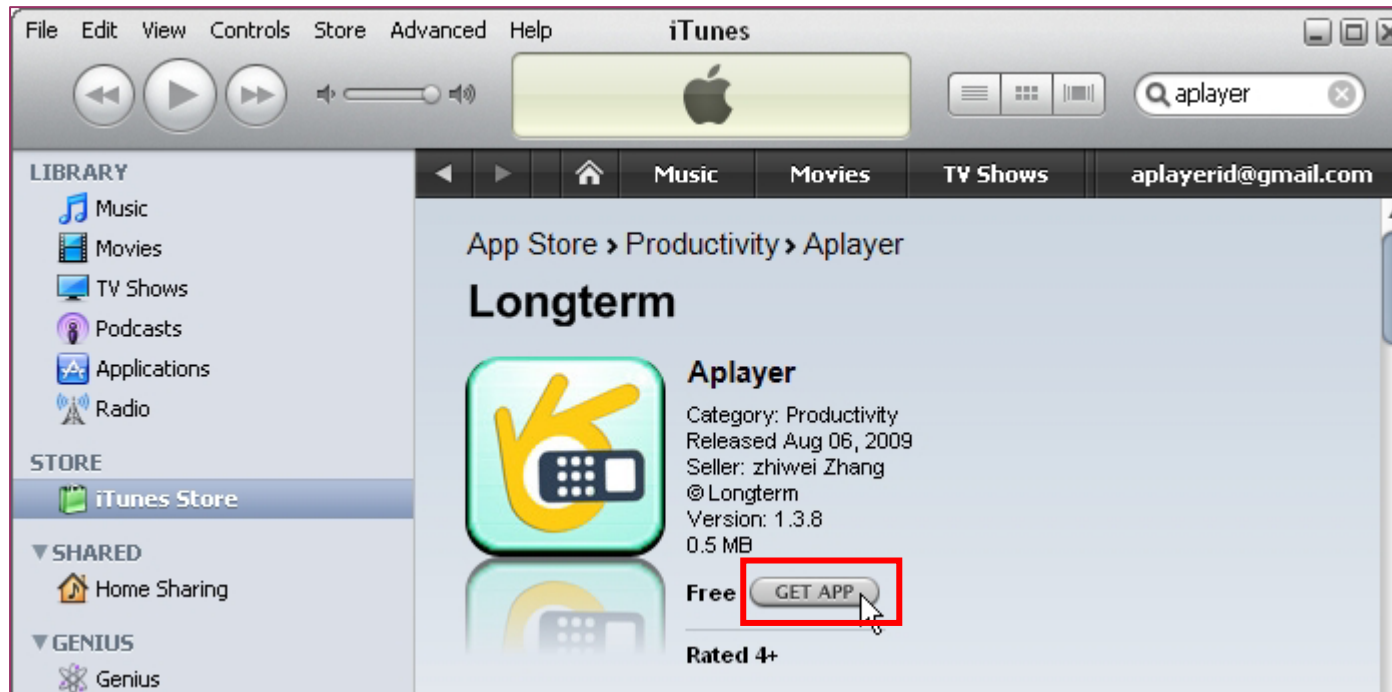 File Edit View Controls Store Advanced Help iTunes
aplayer
LIBRARY
Music
Movies
TV Shows
Podcasts
Applications
Radio
STORE
iTunes Store
SHARED
Home Sharing
GENIUS
Genius
Music Movies TV Shows aplayerid@gmail.com
App Store › Productivity › Aplayer
Longterm
Aplayer
Category: Productivity
Released Aug 06, 2009
Seller: zhiwei Zhang
© Longterm
Version: 1.3.8
0.5 MB
Free GET APP
Rated 4+